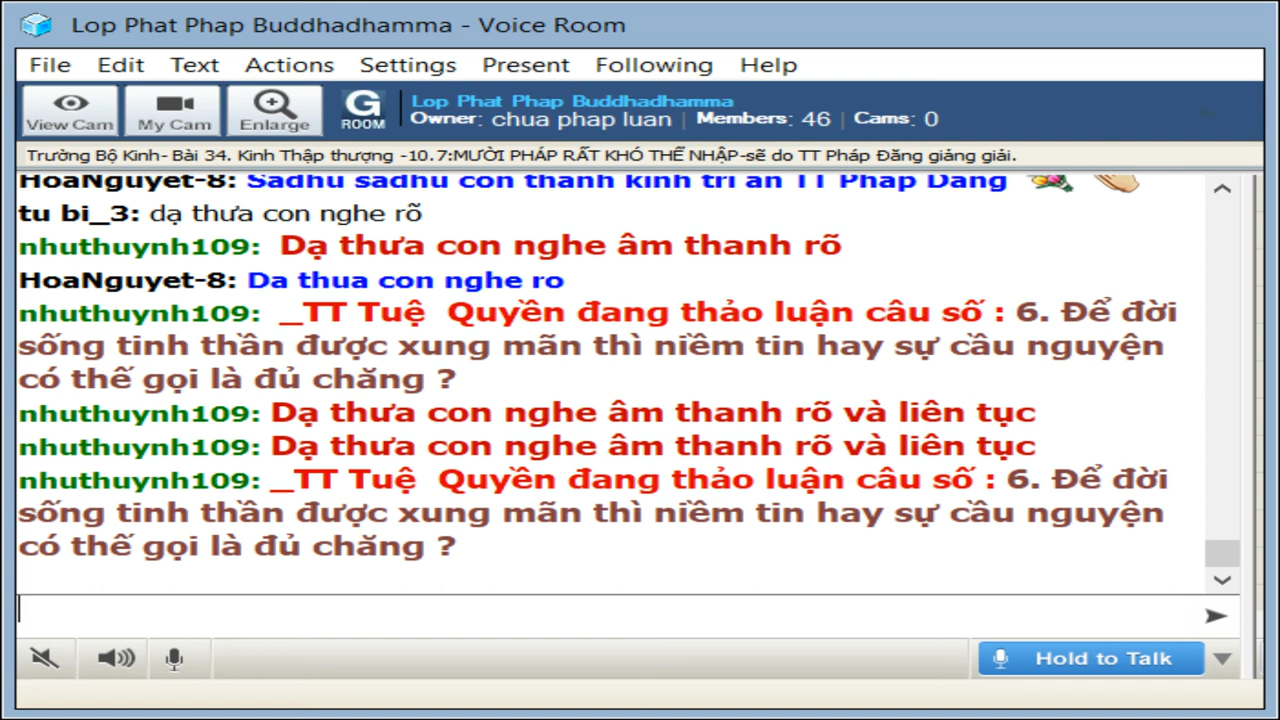 Lop Phat Phap Buddhadhamma - Voice Room
File Edit Text Actions Settings Present Following Help
View Cam My Cam Enlarge G ROOM
Lop Phat Phap Buddhadhamma
Owner: chua phap luan | Members: 46 | Cams: 0
Trường Bộ Kinh- Bài 34. Kinh Thập thượng -10.7:MƯỜI PHÁP RẤT KHÓ THỂ NHẬP-sẽ do TT Pháp Đăng giảng giải.
HoaNguyet-8: Sadhu sadhu con thanh kinh tri an TT Phap Dang
tu bi_3: dạ thưa con nghe rõ
nhuthuynh109: Dạ thưa con nghe âm thanh rõ
HoaNguyet-8: Da thua con nghe ro
nhuthuynh109: _TT Tuệ Quyền đang thảo luận câu số : 6. Để đời
sống tinh thần được xung mãn thì niềm tin hay sự cầu nguyện
có thế gọi là đủ chăng ?
nhuthuynh109: Dạ thưa con nghe âm thanh rõ và liên tục
nhuthuynh109: Dạ thưa con nghe âm thanh rõ và liên tục
nhuthuynh109: _TT Tuệ Quyền đang thảo luận câu số : 6. Để đời
sống tinh thần được xung mãn thì niềm tin hay sự cầu nguyện
có thế gọi là đủ chăng ?
Hold to Talk